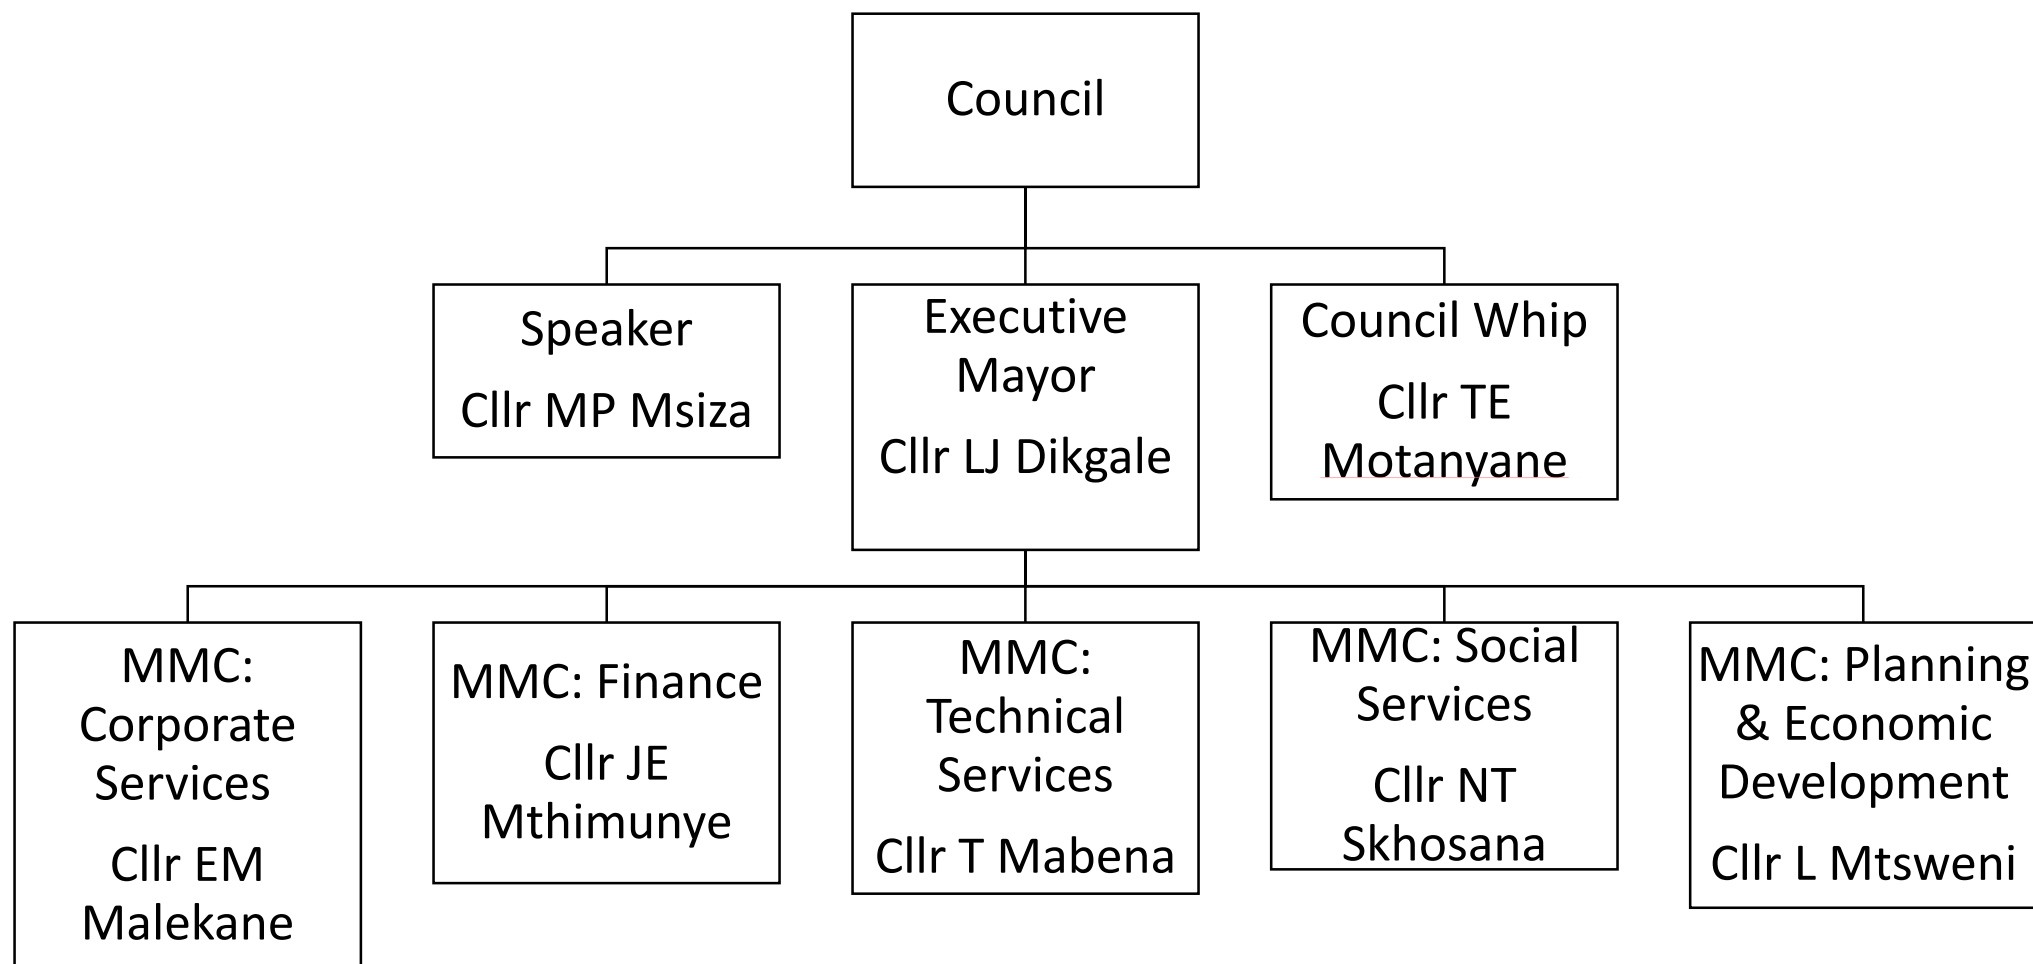 Council
Speaker
Cllr MP Msiza
Executive
Mayor
Cllr LJ Dikgale
Council Whip
Cllr TE
Motanyane
MMC:
Corporate
Services
Cllr EM
Malekane
MMC: Finance
Cllr JE
Mthimunye
MMC:
Technical
Services
Cllr T Mabena
MMC: Social
Services
Cllr NT
Skhosana
MMC: Planning
& Economic
Development
Cllr L Mtsweni